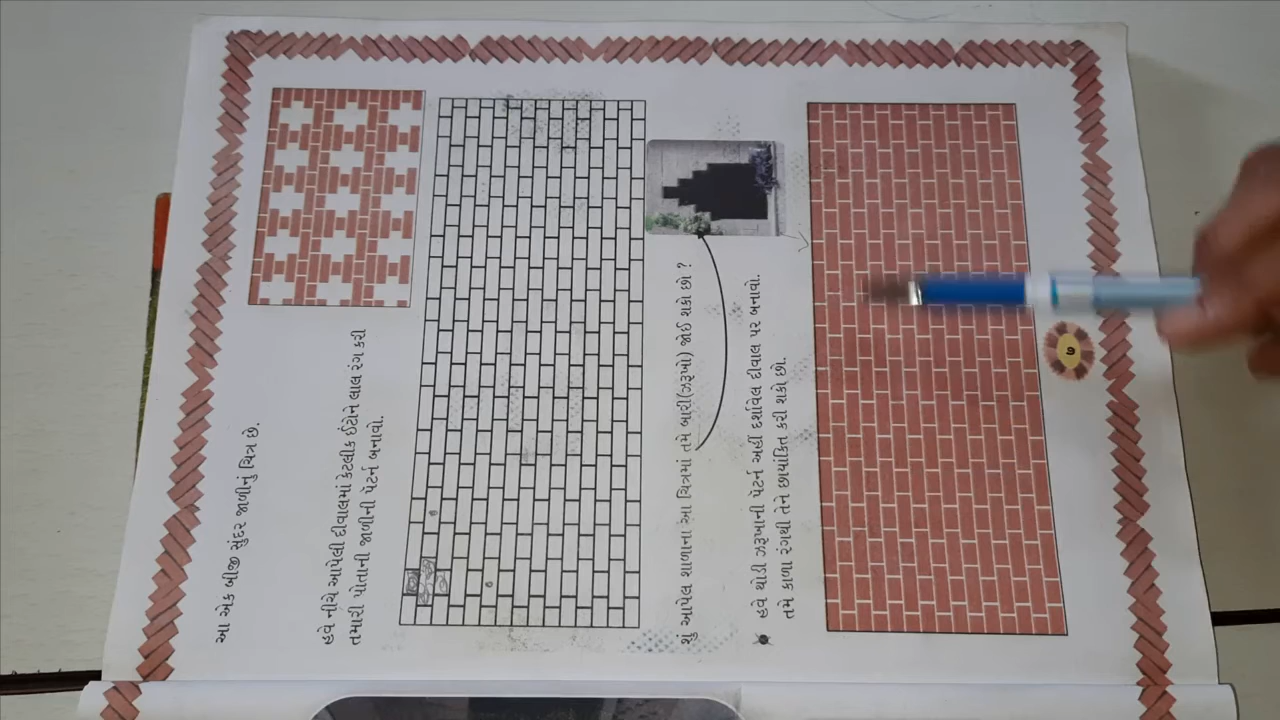 આ એક બીજી સુંદર જાળીનું ચિત્ર છે.
હવે નીચે આપેલી દીવાલમાં કેટલીક ઈંટોને લાલ રંગ કરી
તમારી પોતાની જાળીની પેટર્ન બનાવો.
શું આપેલ શાળાના આ ચિત્રમાં તમે બારી(ઝરૂખો) જોઈ શકો છો ?
હવે થોડી ઝરૂખાની પેટર્ન અહીં દર્શાવેલ દીવાલ પર બનાવો.
તમે કાળા રંગથી તેને છાયાંકિત કરી શકો છો.
૭